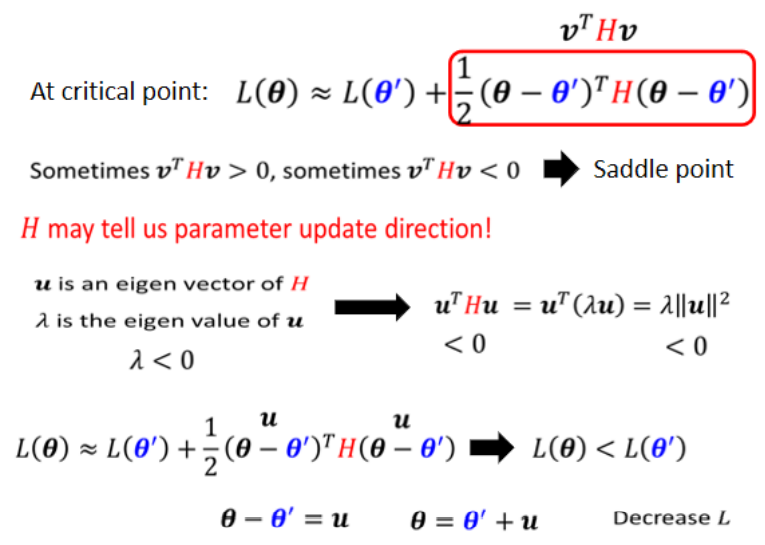 𝒗ᵀ𝐻𝒗
At critical point: 𝐿(𝜽) ≈ 𝐿(𝜽′) + 1/2 (𝜽 − 𝜽′)ᵀ𝐻(𝜽 − 𝜽′)
Sometimes 𝒗ᵀ𝐻𝒗 > 0, sometimes 𝒗ᵀ𝐻𝒗 < 0 Saddle point
𝐻 may tell us parameter update direction!
𝒖 is an eigen vector of 𝐻
𝒖ᵀ𝐻𝒖 = 𝒖ᵀ(𝜆𝒖) = 𝜆‖𝒖‖²
𝜆 is the eigen value of 𝒖
< 0 < 0
𝜆 < 0
𝒖 𝒖
𝐿(𝜽) ≈ 𝐿(𝜽′) + 1/2 (𝜽 − 𝜽′)ᵀ𝐻(𝜽 − 𝜽′) 𝐿(𝜽) < 𝐿(𝜽′)
𝜽 − 𝜽′ = 𝒖 𝜽 = 𝜽′ + 𝒖 Decrease 𝐿